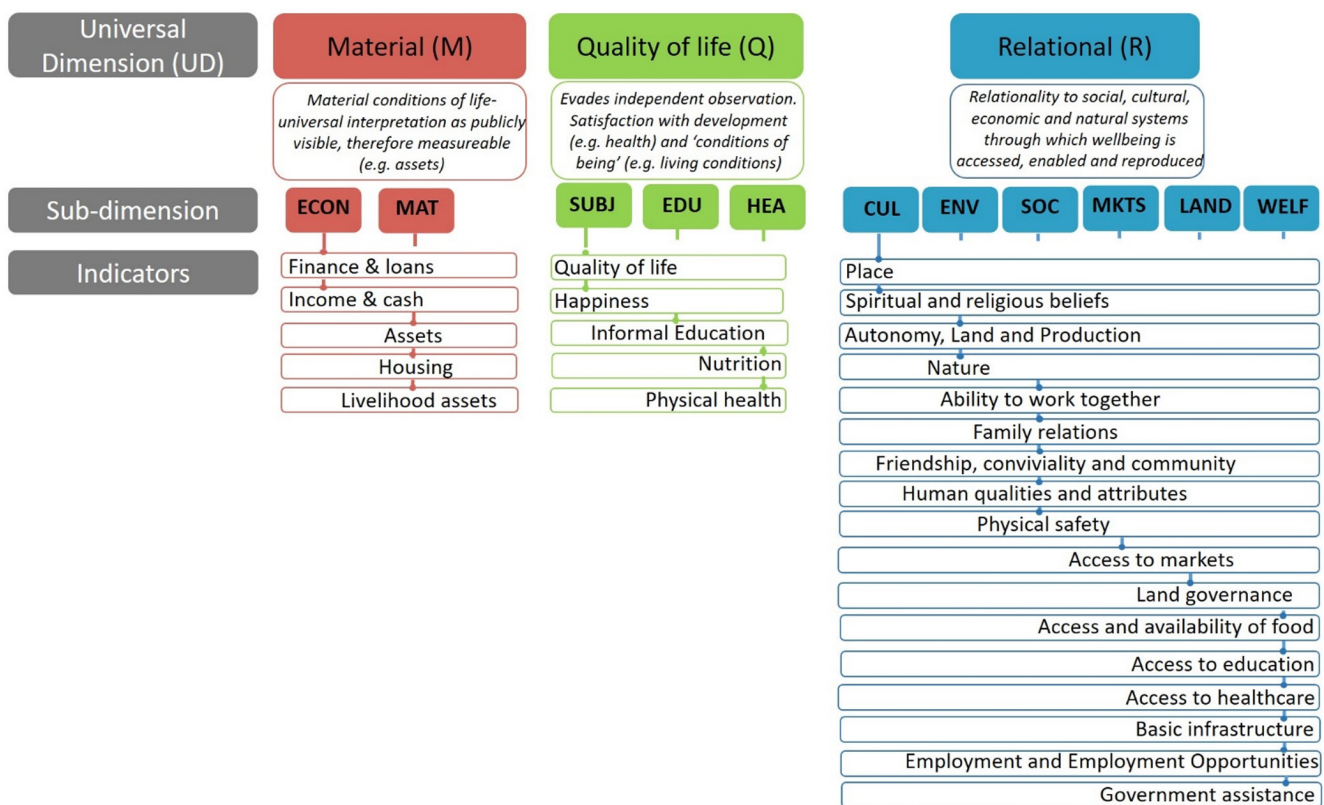 Universal
Dimension (UD)
Material (M)
Quality of life (Q)
Relational (R)
Material conditions of life-
universal interpretation as publicly
visible, therefore measureable
(e.g. assets)
Evades independent observation.
Satisfaction with development
(e.g. health) and ‘conditions of
being’ (e.g. living conditions)
Relationality to social, cultural,
economic and natural systems
through which wellbeing is
accessed, enabled and reproduced
Sub-dimension
ECON
MAT
SUBJ
EDU
HEA
CUL
ENV
SOC
MKTS
LAND
WELF
Indicators
Finance & loans
Income & cash
Assets
Housing
Livelihood assets
Quality of life
Happiness
Informal Education
Nutrition
Physical health
Place
Spiritual and religious beliefs
Autonomy, Land and Production
Nature
Ability to work together
Family relations
Friendship, conviviality and community
Human qualities and attributes
Physical safety
Access to markets
Land governance
Access and availability of food
Access to education
Access to healthcare
Basic infrastructure
Employment and Employment Opportunities
Government assistance